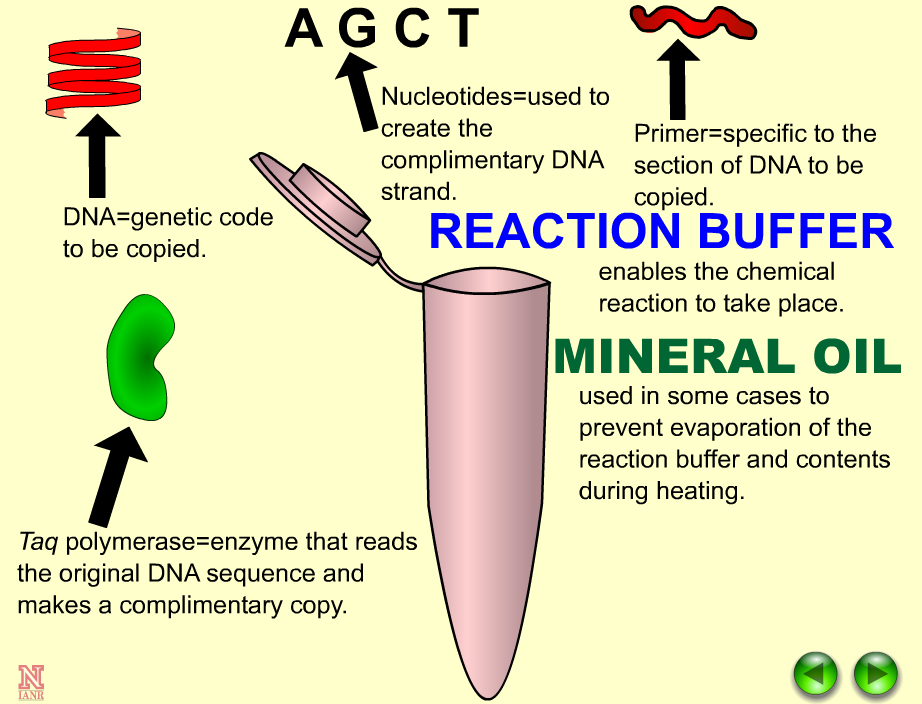 A G C T
Nucleotides=used to
create the
complimentary DNA
strand.
Primer=specific to the
section of DNA to be
copied.
DNA=genetic code
to be copied.
REACTION BUFFER
enables the chemical
reaction to take place.
MINERAL OIL
used in some cases to
prevent evaporation of the
reaction buffer and contents
during heating.
Taq polymerase=enzyme that reads
the original DNA sequence and
makes a complimentary copy.
N
IANR